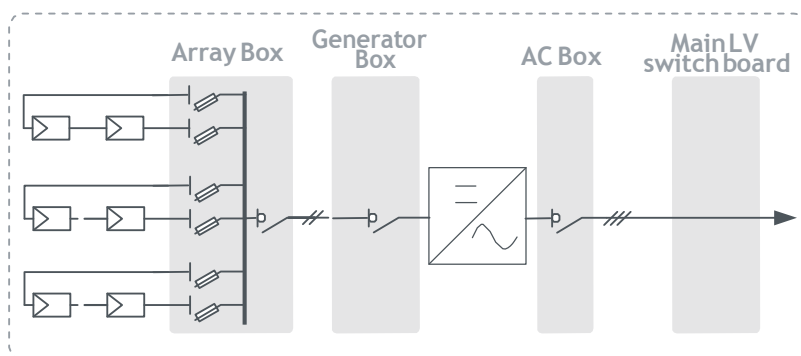 Array Box
Generator
Box
AC Box
Main LV
switch board